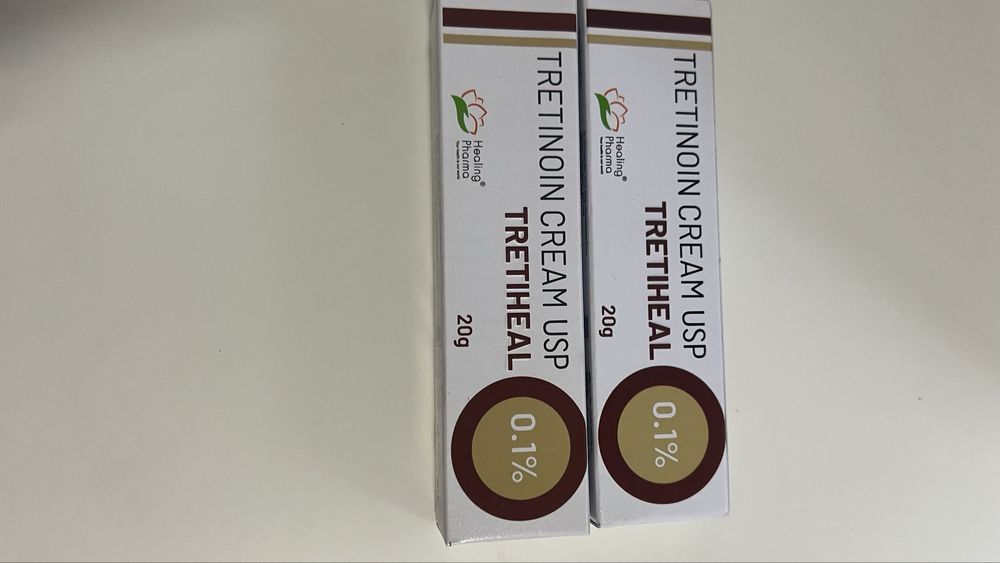 TRETINOIN CREAM USP
TRETIHEAL
0.1%
Healing®
Pharma
20g
TRETINOIN CREAM USP
TRETIHEAL
0.1%
Healing®
Pharma
20g